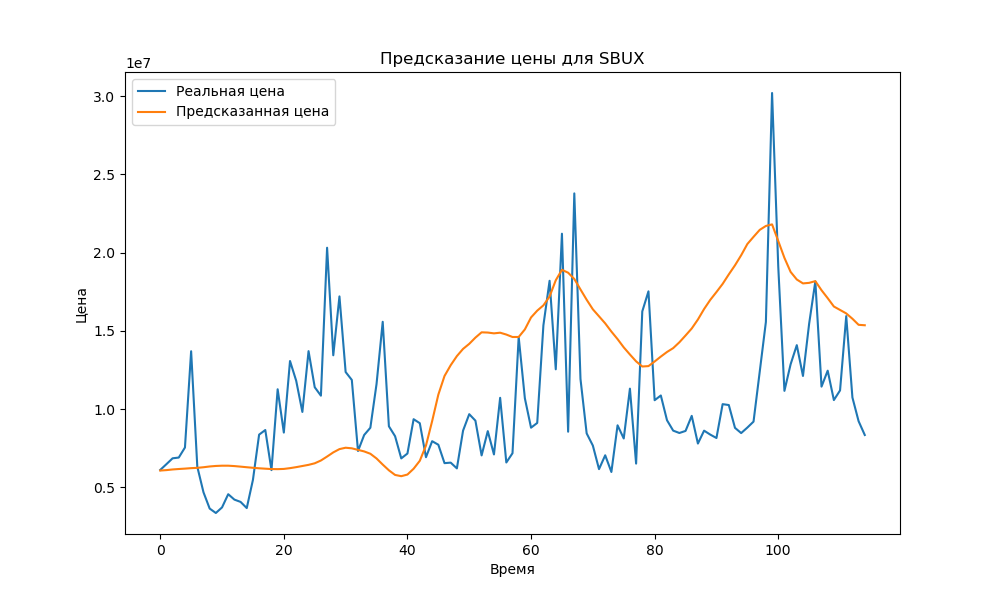 Предсказание цены для SBUX
1e7
Реальная цена
Предсказанная цена
3.0
2.5
2.0
1.5
1.0
0.5
Цена
0 20 40 60 80 100
Время